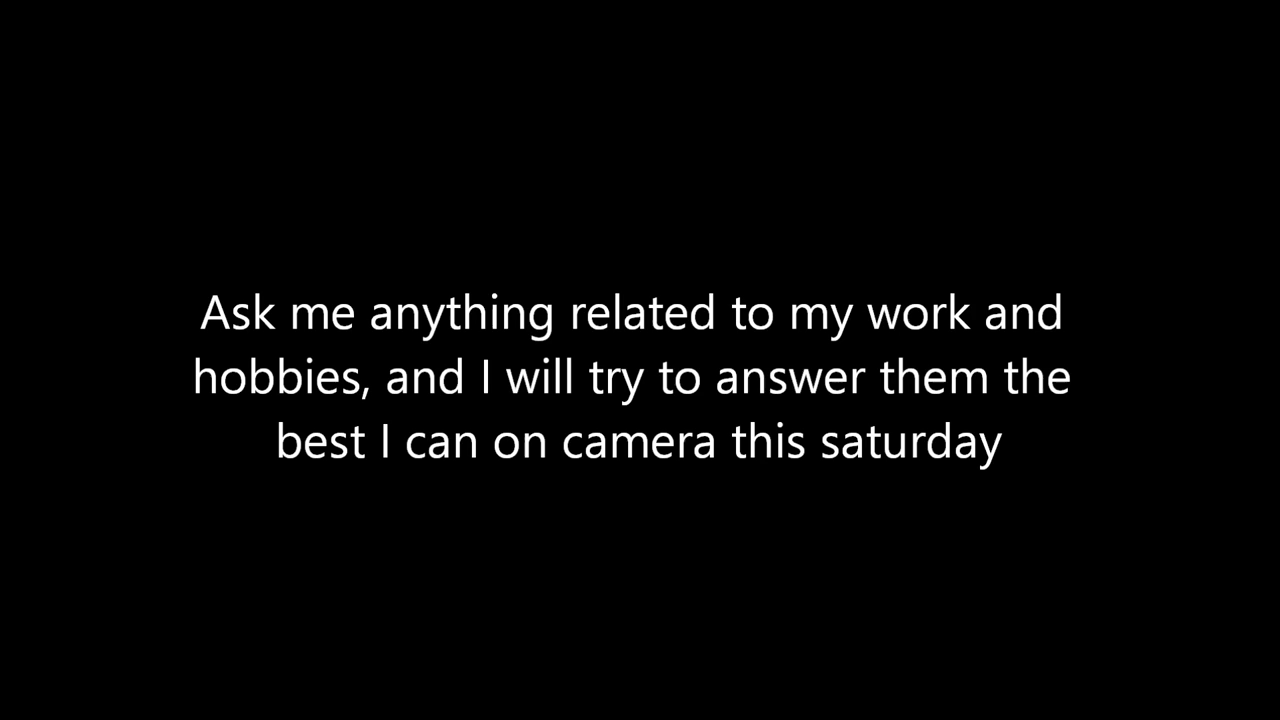 Ask me anything related to my work and
hobbies, and I will try to answer them the
best I can on camera this saturday